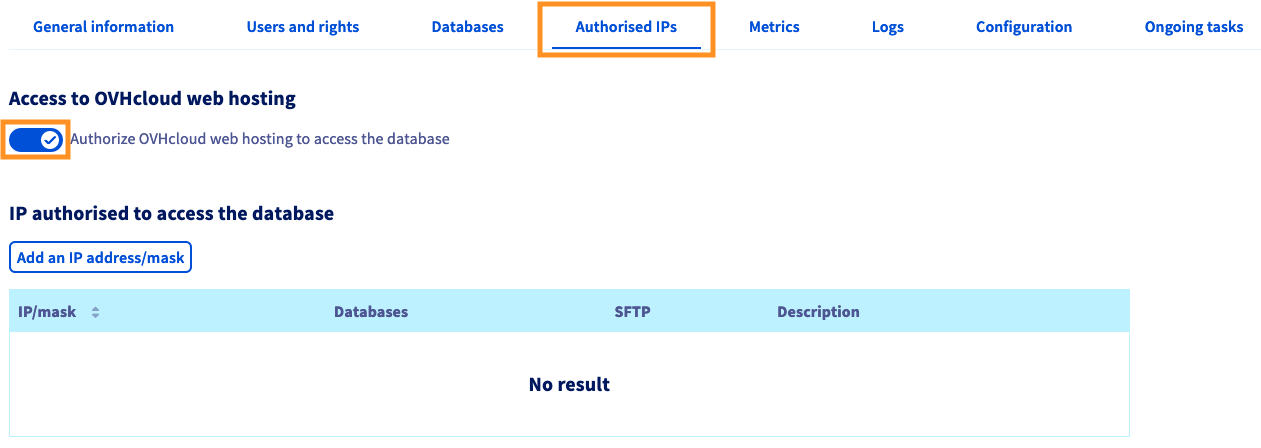 General information Users and rights Databases Authorised IPs Metrics Logs Configuration Ongoing tasks
Access to OVHcloud web hosting
Authorize OVHcloud web hosting to access the database
IP authorised to access the database
Add an IP address/mask
IP/mask Databases SFTP Description
No result